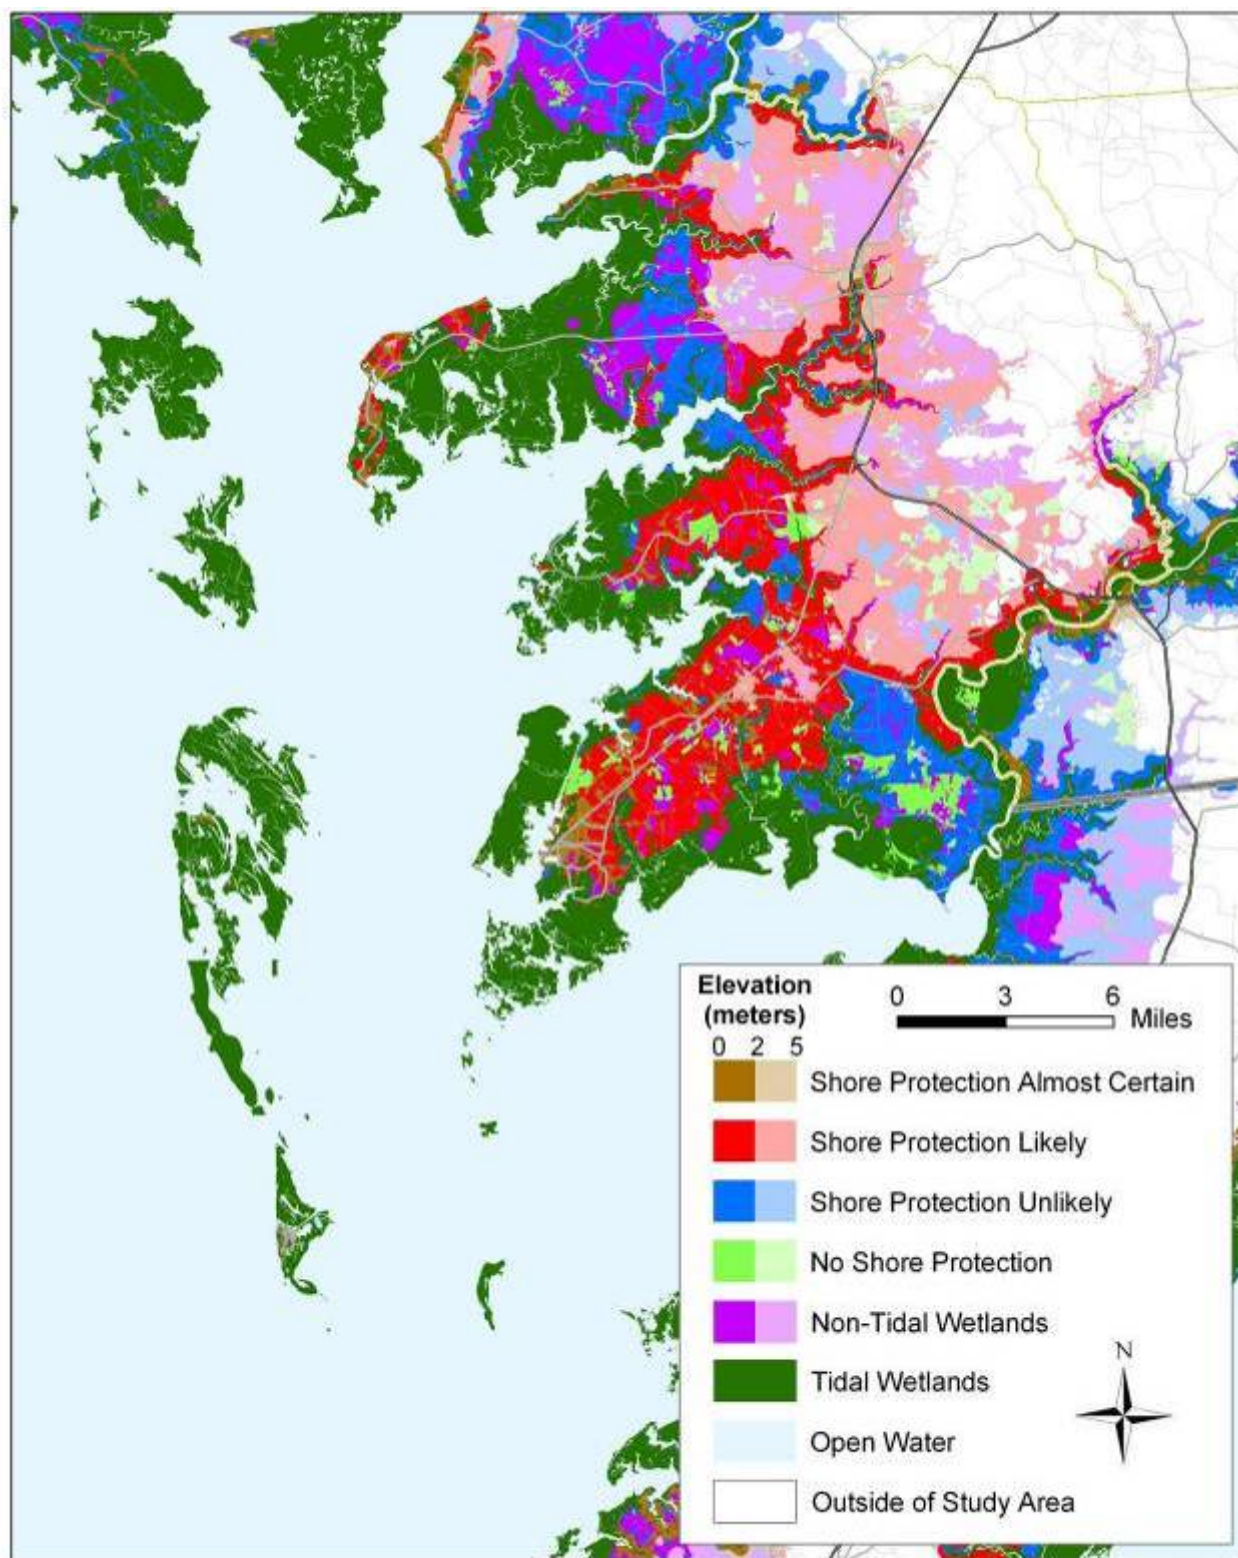 Elevation
(meters)
0 2 5
0 3 6
Miles
Shore Protection Almost Certain
Shore Protection Likely
Shore Protection Unlikely
No Shore Protection
Non-Tidal Wetlands
Tidal Wetlands
Open Water
Outside of Study Area
N